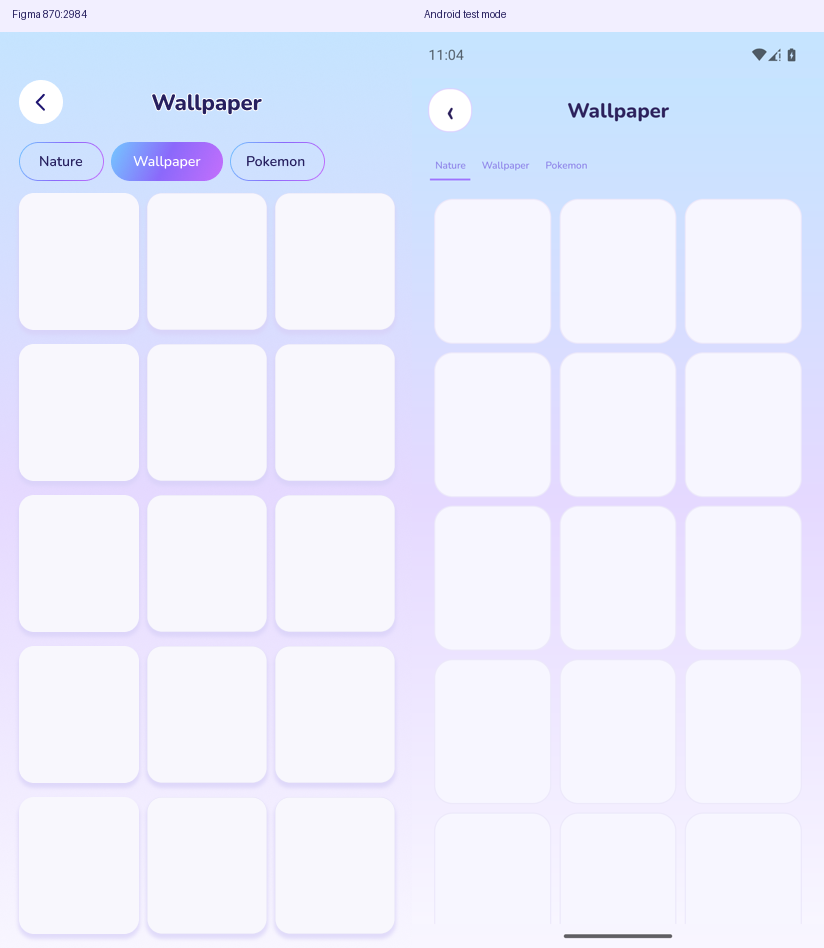 Figma 870:2984
Android test mode
Wallpaper
Nature
Wallpaper
Pokemon
11:04
Wallpaper
Nature
Wallpaper
Pokemon